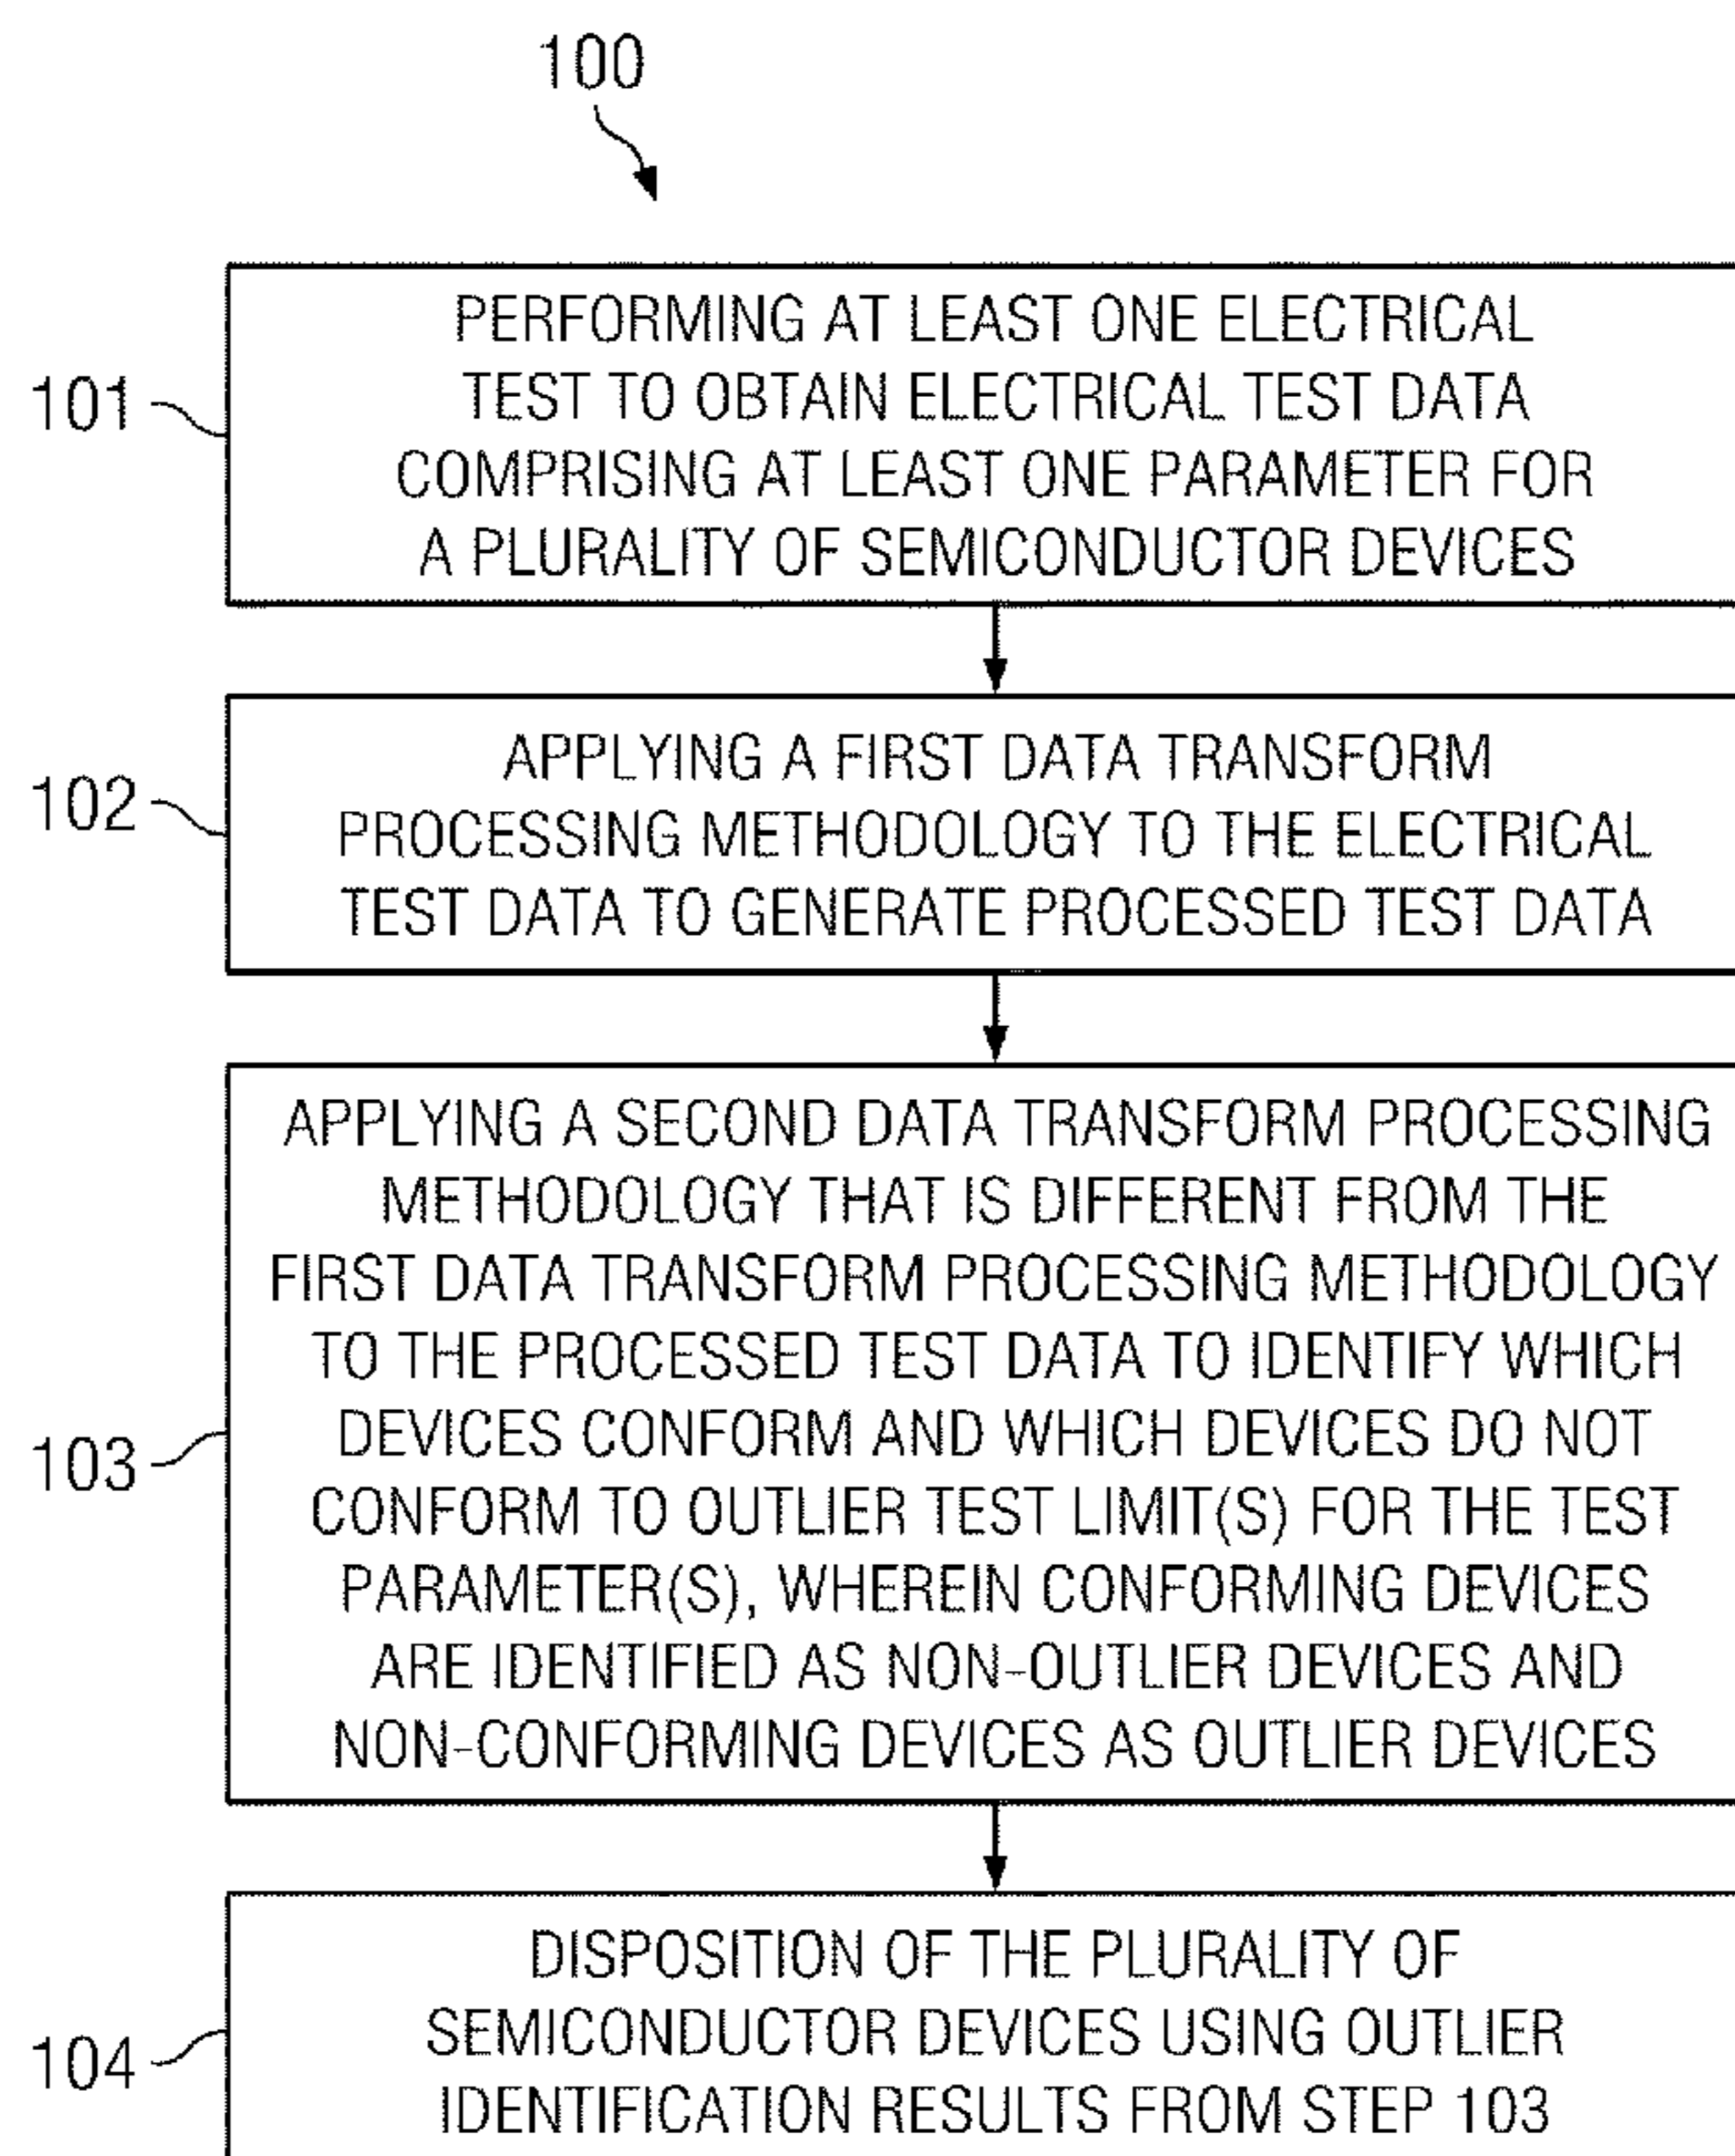 100
101
PERFORMING AT LEAST ONE ELECTRICAL
TEST TO OBTAIN ELECTRICAL TEST DATA
COMPRISING AT LEAST ONE PARAMETER FOR
A PLURALITY OF SEMICONDUCTOR DEVICES
102
APPLYING A FIRST DATA TRANSFORM
PROCESSING METHODOLOGY TO THE ELECTRICAL
TEST DATA TO GENERATE PROCESSED TEST DATA
103
APPLYING A SECOND DATA TRANSFORM PROCESSING
METHODOLOGY THAT IS DIFFERENT FROM THE
FIRST DATA TRANSFORM PROCESSING METHODOLOGY
TO THE PROCESSED TEST DATA TO IDENTIFY WHICH
DEVICES CONFORM AND WHICH DEVICES DO NOT
CONFORM TO OUTLIER TEST LIMIT(S) FOR THE TEST
PARAMETER(S), WHEREIN CONFORMING DEVICES
ARE IDENTIFIED AS NON-OUTLIER DEVICES AND
NON-CONFORMING DEVICES AS OUTLIER DEVICES
104
DISPOSITION OF THE PLURALITY OF
SEMICONDUCTOR DEVICES USING OUTLIER
IDENTIFICATION RESULTS FROM STEP 103